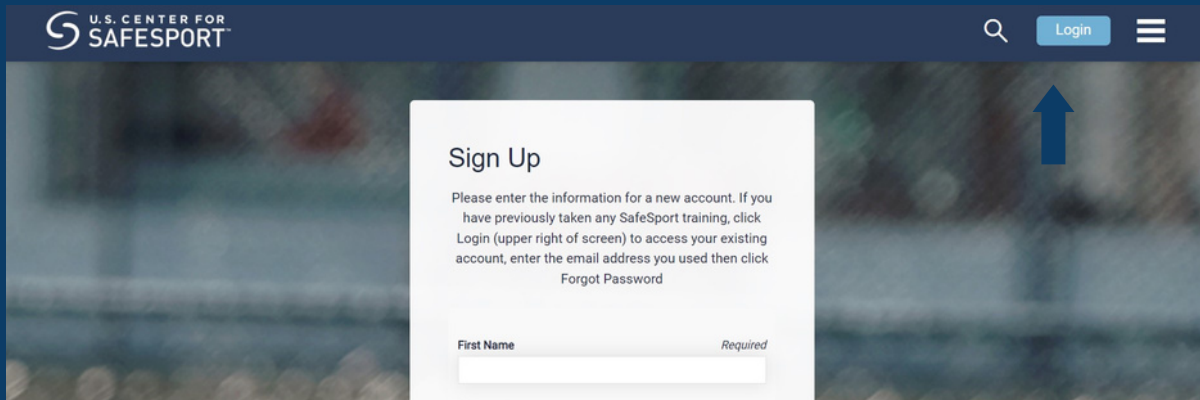 U.S. CENTER FOR
SAFESPORT™
Login
Sign Up
Please enter the information for a new account. If you
have previously taken any SafeSport training, click
Login (upper right of screen) to access your existing
account, enter the email address you used then click
Forgot Password
First Name Required